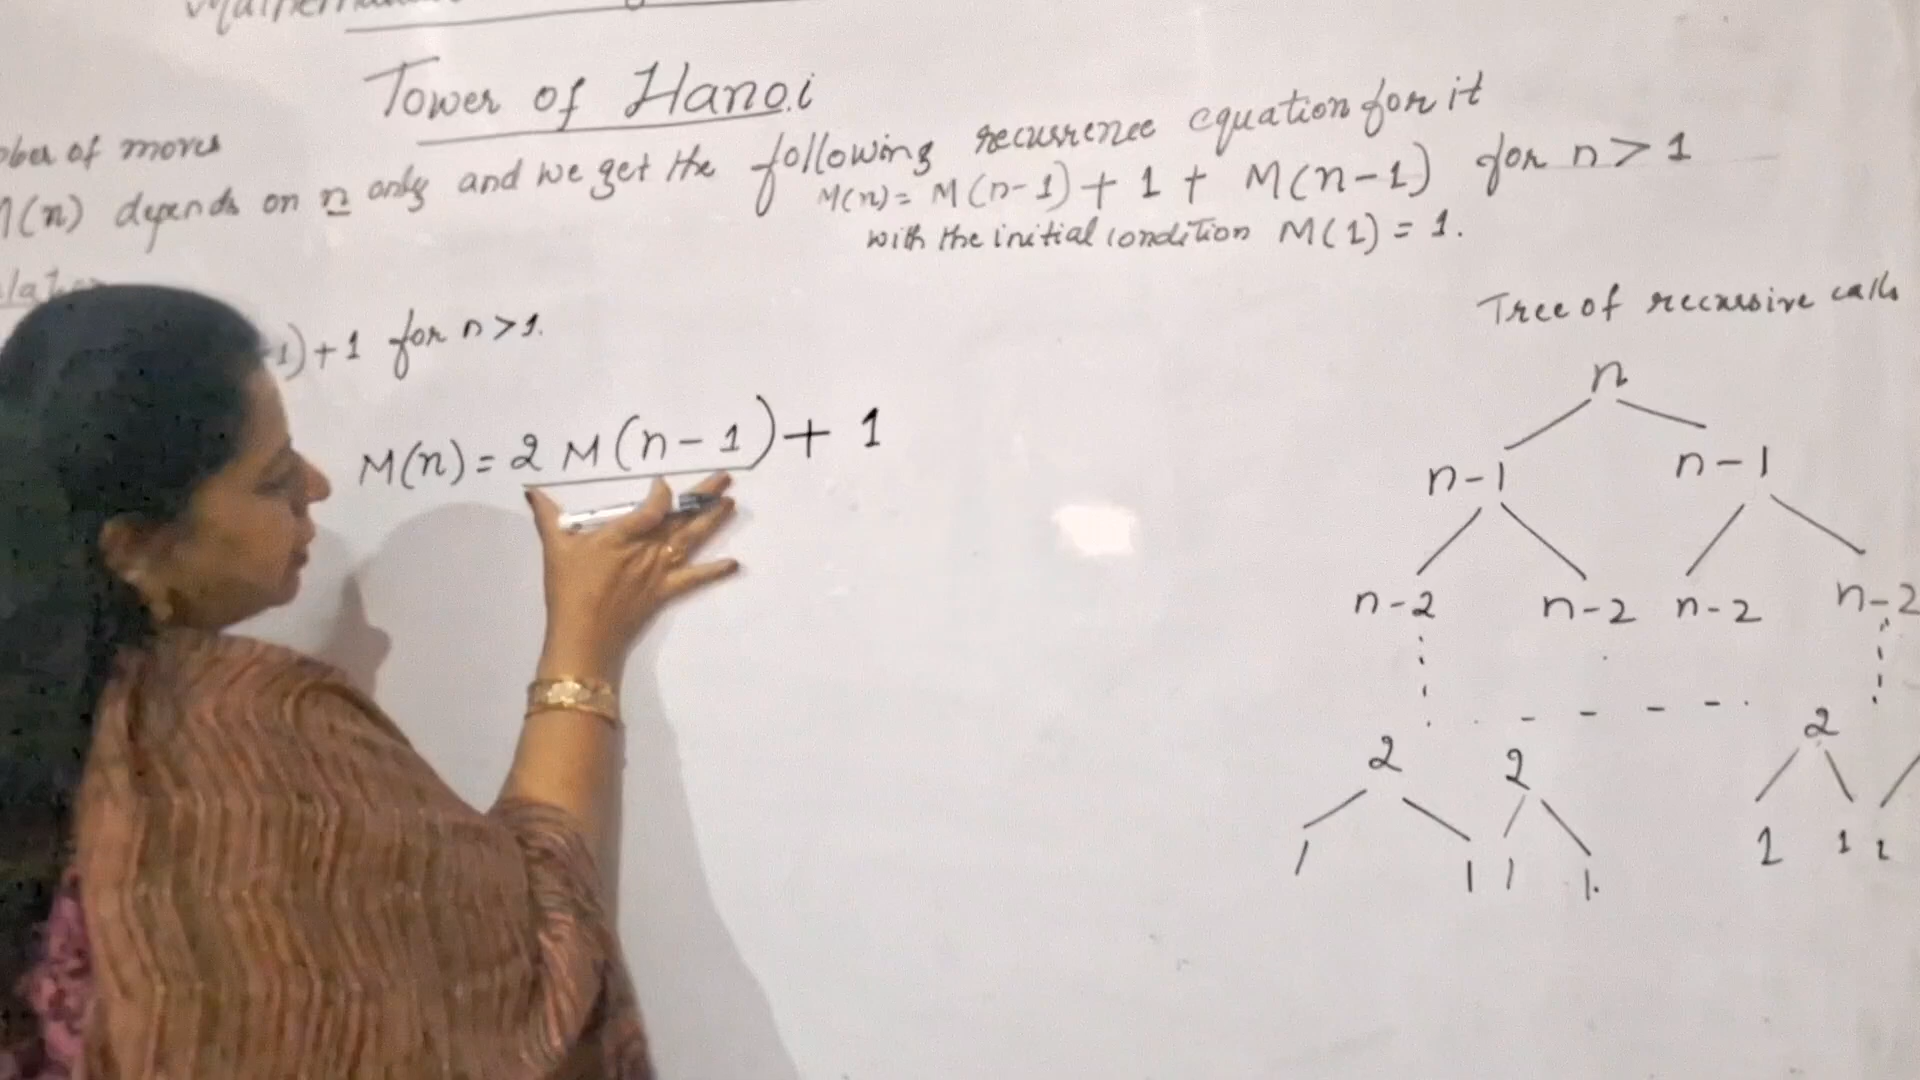 Tower of Hanoi
of moves
M(n) depends on n only and we get the following recurrence equation for it
M(n) = M(n-1) + 1 + M(n-1) for n > 1
with the initial condition M(1) = 1.
1) + 1 for n > 1.
M(n) = 2 M(n-1) + 1
Tree of recursive calls
n
n-1 n-1
n-2 n-2 n-2 n-2
2 2 2
1 1 1 1 1 1 1